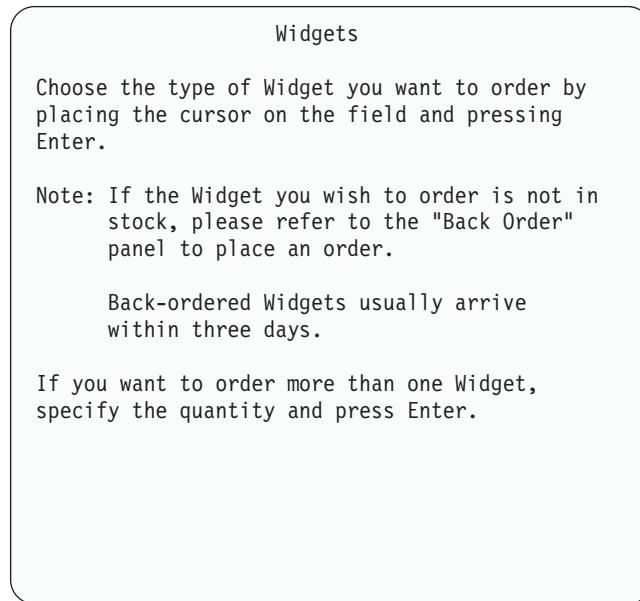 Widgets
Choose the type of Widget you want to order by
placing the cursor on the field and pressing
Enter.
Note: If the Widget you wish to order is not in
stock, please refer to the "Back Order"
panel to place an order.
Back-ordered Widgets usually arrive
within three days.
If you want to order more than one Widget,
specify the quantity and press Enter.